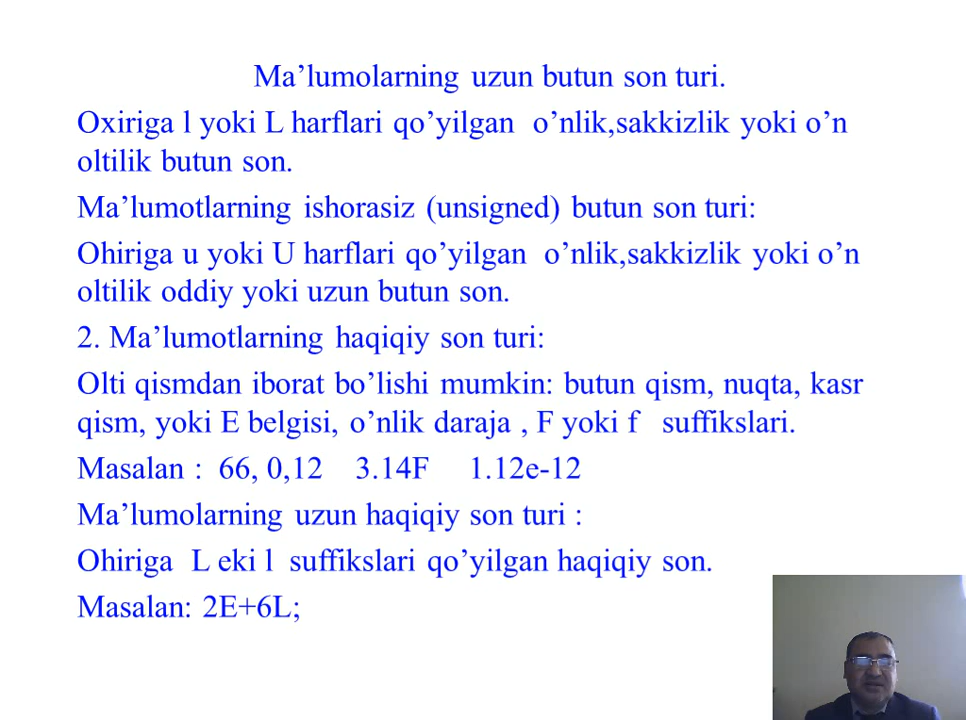 Ma’lumolarning uzun butun son turi.
Oxiriga l yoki L harflari qo’yilgan o’nlik,sakkizlik yoki o’n
oltilik butun son.
Ma’lumotlarning ishorasiz (unsigned) butun son turi:
Ohiriga u yoki U harflari qo’yilgan o’nlik,sakkizlik yoki o’n
oltilik oddiy yoki uzun butun son.
2. Ma’lumotlarning haqiqiy son turi:
Olti qismdan iborat bo’lishi mumkin: butun qism, nuqta, kasr
qism, yoki E belgisi, o’nlik daraja , F yoki f suffikslari.
Masalan : 66, 0,12 3.14F 1.12e-12
Ma’lumolarning uzun haqiqiy son turi :
Ohiriga L eki l suffikslari qo’yilgan haqiqiy son.
Masalan: 2E+6L;